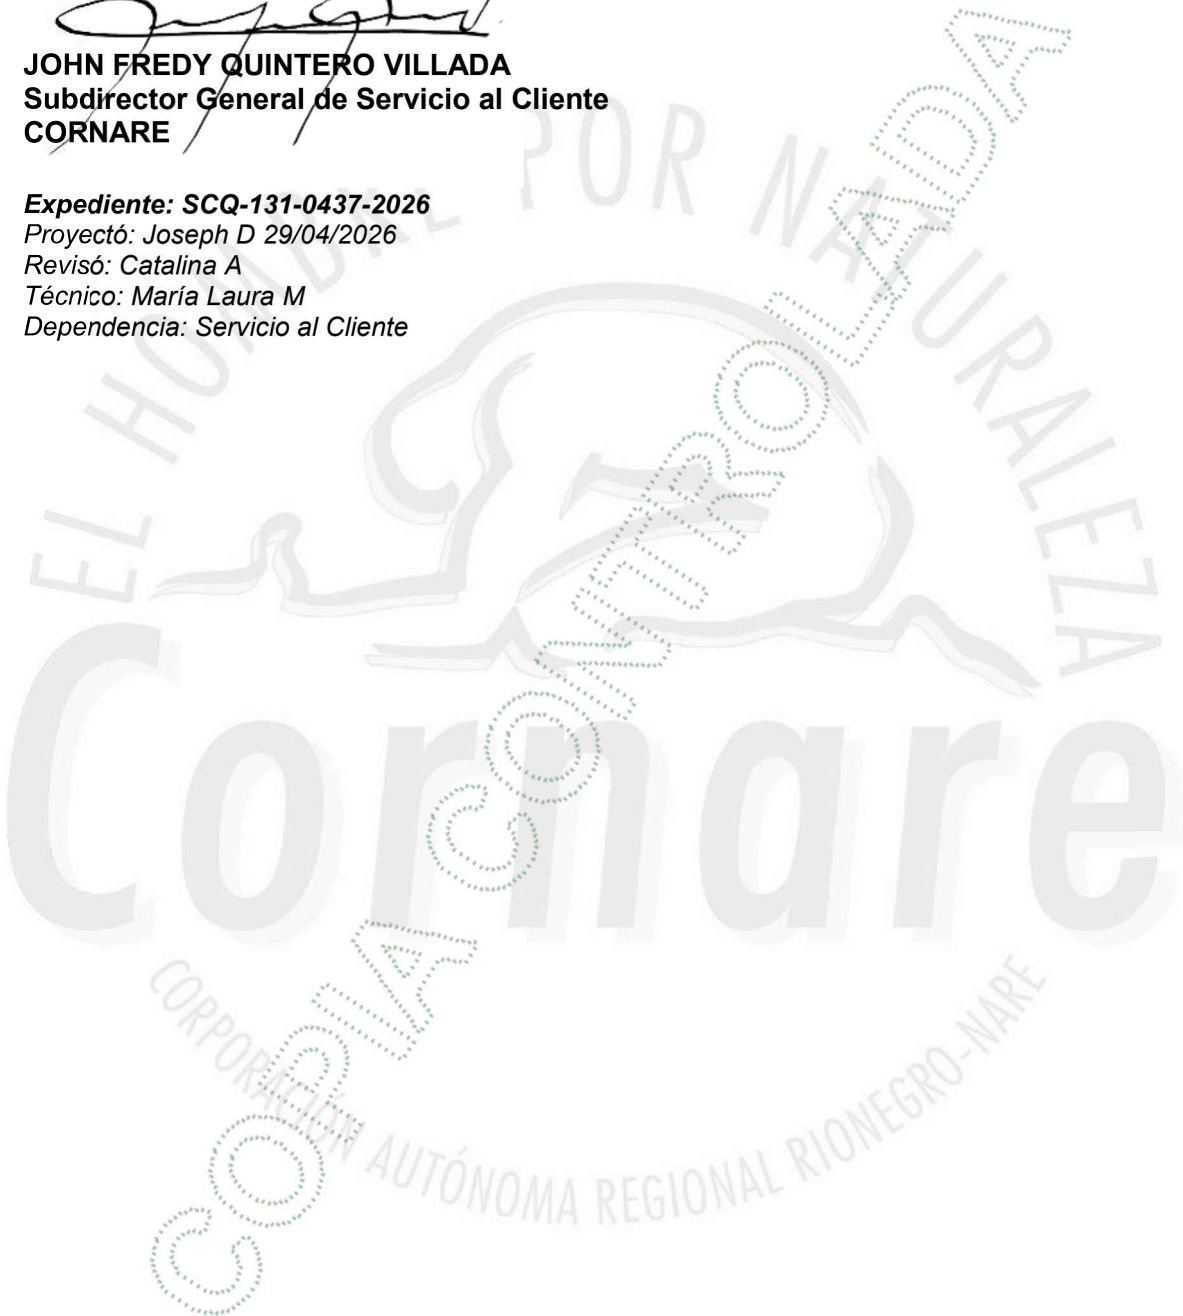 JOHN FREDY QUINTERO VILLADA
Subdirector General de Servicio al Cliente
CORNARE
Expediente: SCQ-131-0437-2026
Proyectó: Joseph D 29/04/2026
Revisó: Catalina A
Técnico: María Laura M
Dependencia: Servicio al Cliente
EL HOMBRE POR NATURALEZA
Cornare
CORPORACIÓN AUTÓNOMA REGIONAL RIONEGRO-NARE
COPIA CONTROLADA